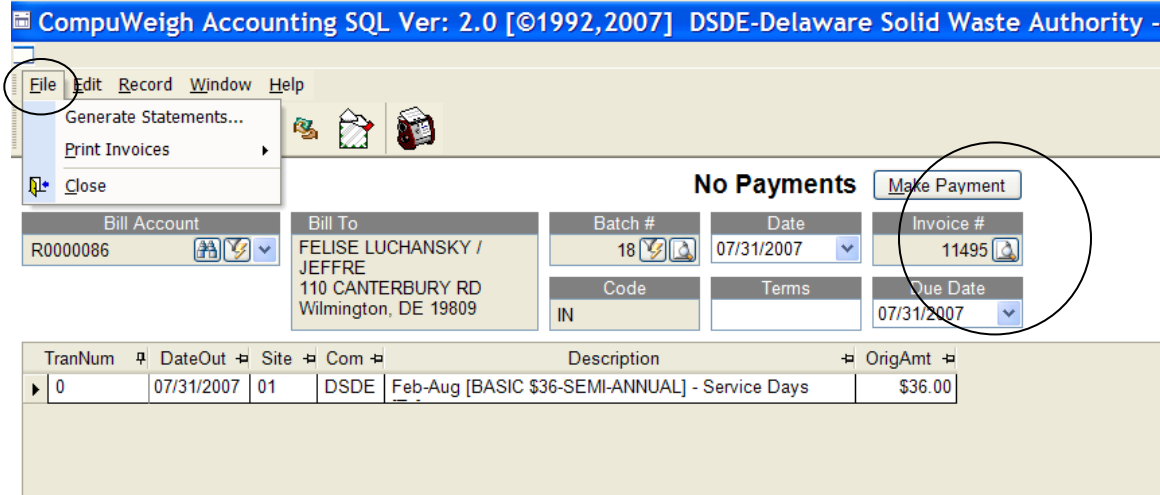 CompuWeigh Accounting SQL Ver: 2.0 [©1992,2007] DSDE-Delaware Solid Waste Authority -
File Edit Record Window Help
Generate Statements...
Print Invoices
Close
No Payments Make Payment
Bill Account
R0000086
Bill To
FELISE LUCHANSKY /
JEFFRE
110 CANTERBURY RD
Wilmington, DE 19809
Batch #
18
Date
07/31/2007
Invoice #
11495
Code
IN
Terms
Due Date
07/31/2007
TranNum DateOut Site Com Description OrigAmt
0 07/31/2007 01 DSDE Feb-Aug [BASIC $36-SEMI-ANNUAL] - Service Days $36.00